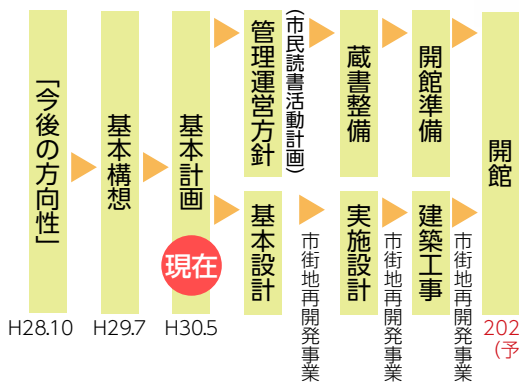 「今後の方向性」
基本構想
基本計画
現在
管理運営方針
(市民読書活動計画)
蔵書整備
開館準備
基本設計
市街地再開発事業
実施設計
市街地再開発事業
建築工事
市街地再開発事業
開館
H28.10
H29.7
H30.5
202
(予